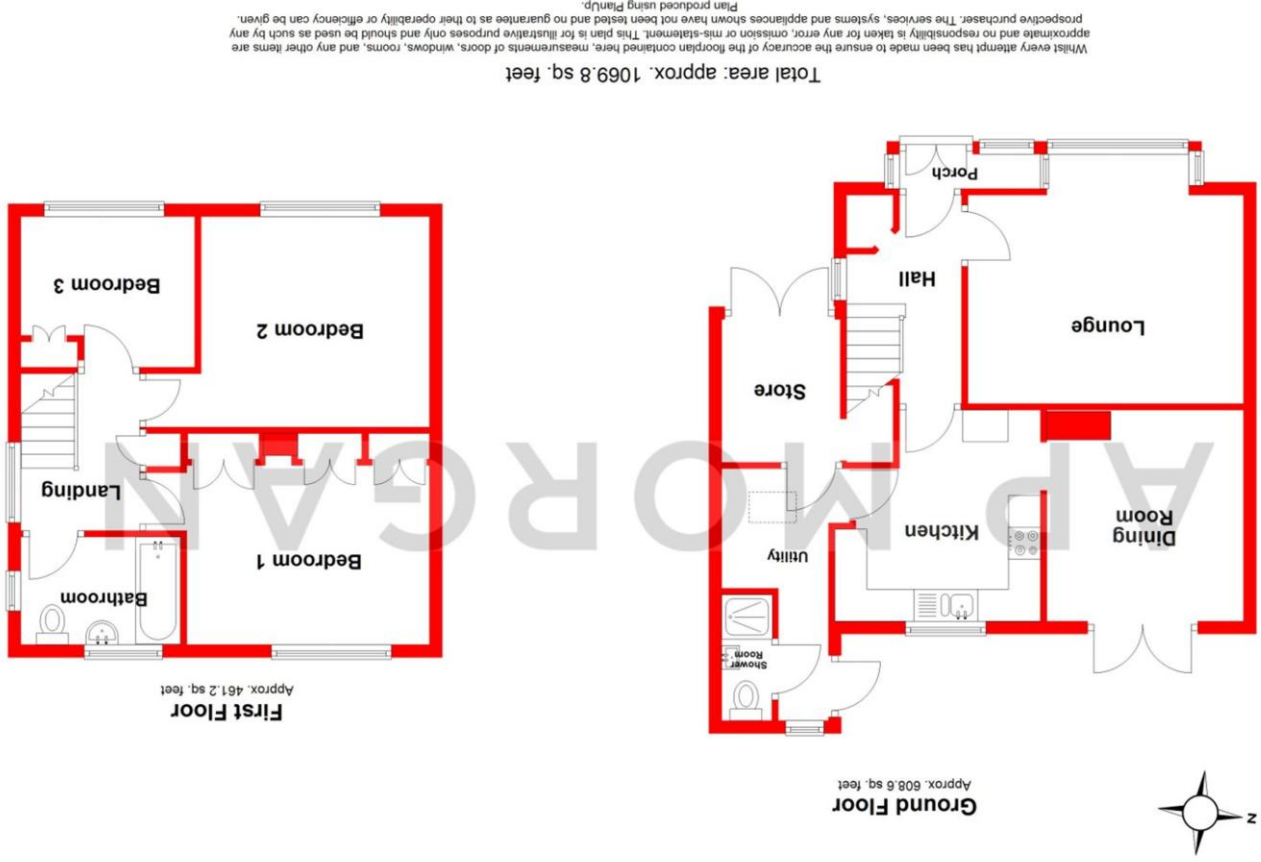 Z
Ground Floor
Approx. 608.6 sq. feet
Shower
Room
Utility
Kitchen
Dining
Room
Store
Lounge
Hall
Porch
First Floor
Approx. 461.2 sq. feet
Bathroom
Bedroom 1
Landing
Bedroom 2
Bedroom 3
AP MORGAN
Total area: approx. 1069.8 sq. feet
Whilst every attempt has been made to ensure the accuracy of the floorplan contained here, measurements of doors, windows, rooms, and any other items are
approximate and no responsibility is taken for any error, omission or mis-statement. This plan is for illustrative purposes only and should be used as such by any
prospective purchaser. The services, systems and appliances shown have not been tested and no guarantee as to their operability or efficiency can be given.
Plan produced using PlanUp.